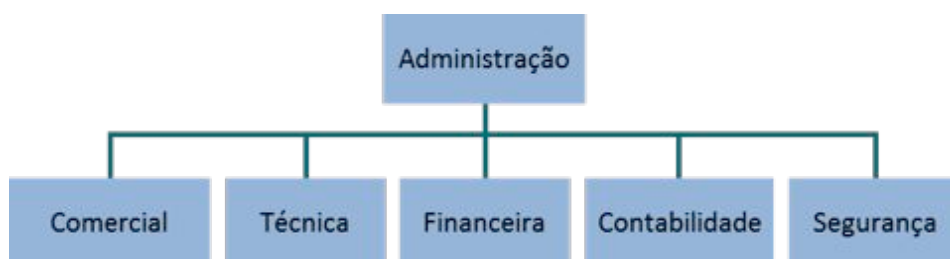 Administração
Comercial
Técnica
Financeira
Contabilidade
Segurança